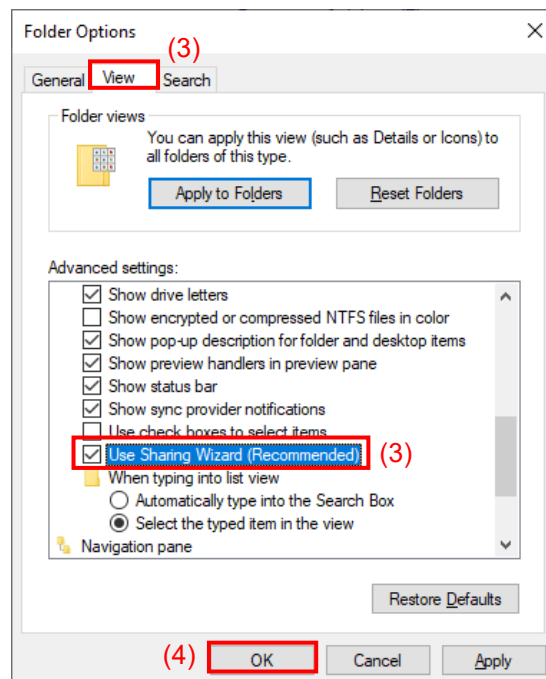 Folder Options
(3)
General View Search
Folder views
You can apply this view (such as Details or Icons) to
all folders of this type.
Apply to Folders Reset Folders
Advanced settings:
Show drive letters
Show encrypted or compressed NTFS files in color
Show pop-up description for folder and desktop items
Show preview handlers in preview pane
Show status bar
Show sync provider notifications
Use check boxes to select items
Use Sharing Wizard (Recommended) (3)
When typing into list view
Automatically type into the Search Box
Select the typed item in the view
Navigation pane
Restore Defaults
(4) OK Cancel Apply